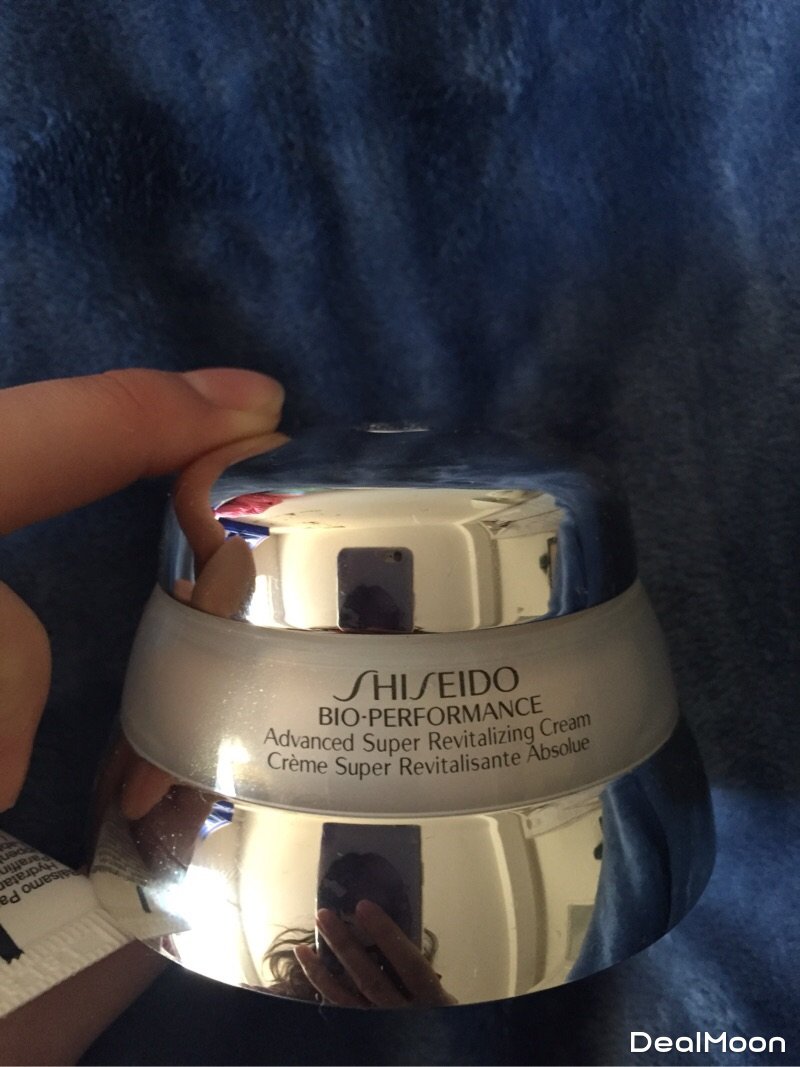 SHISEIDO
BIO-PERFORMANCE
Advanced Super Revitalizing Cream
Crème Super Revitalisante Absolue
DealMoon